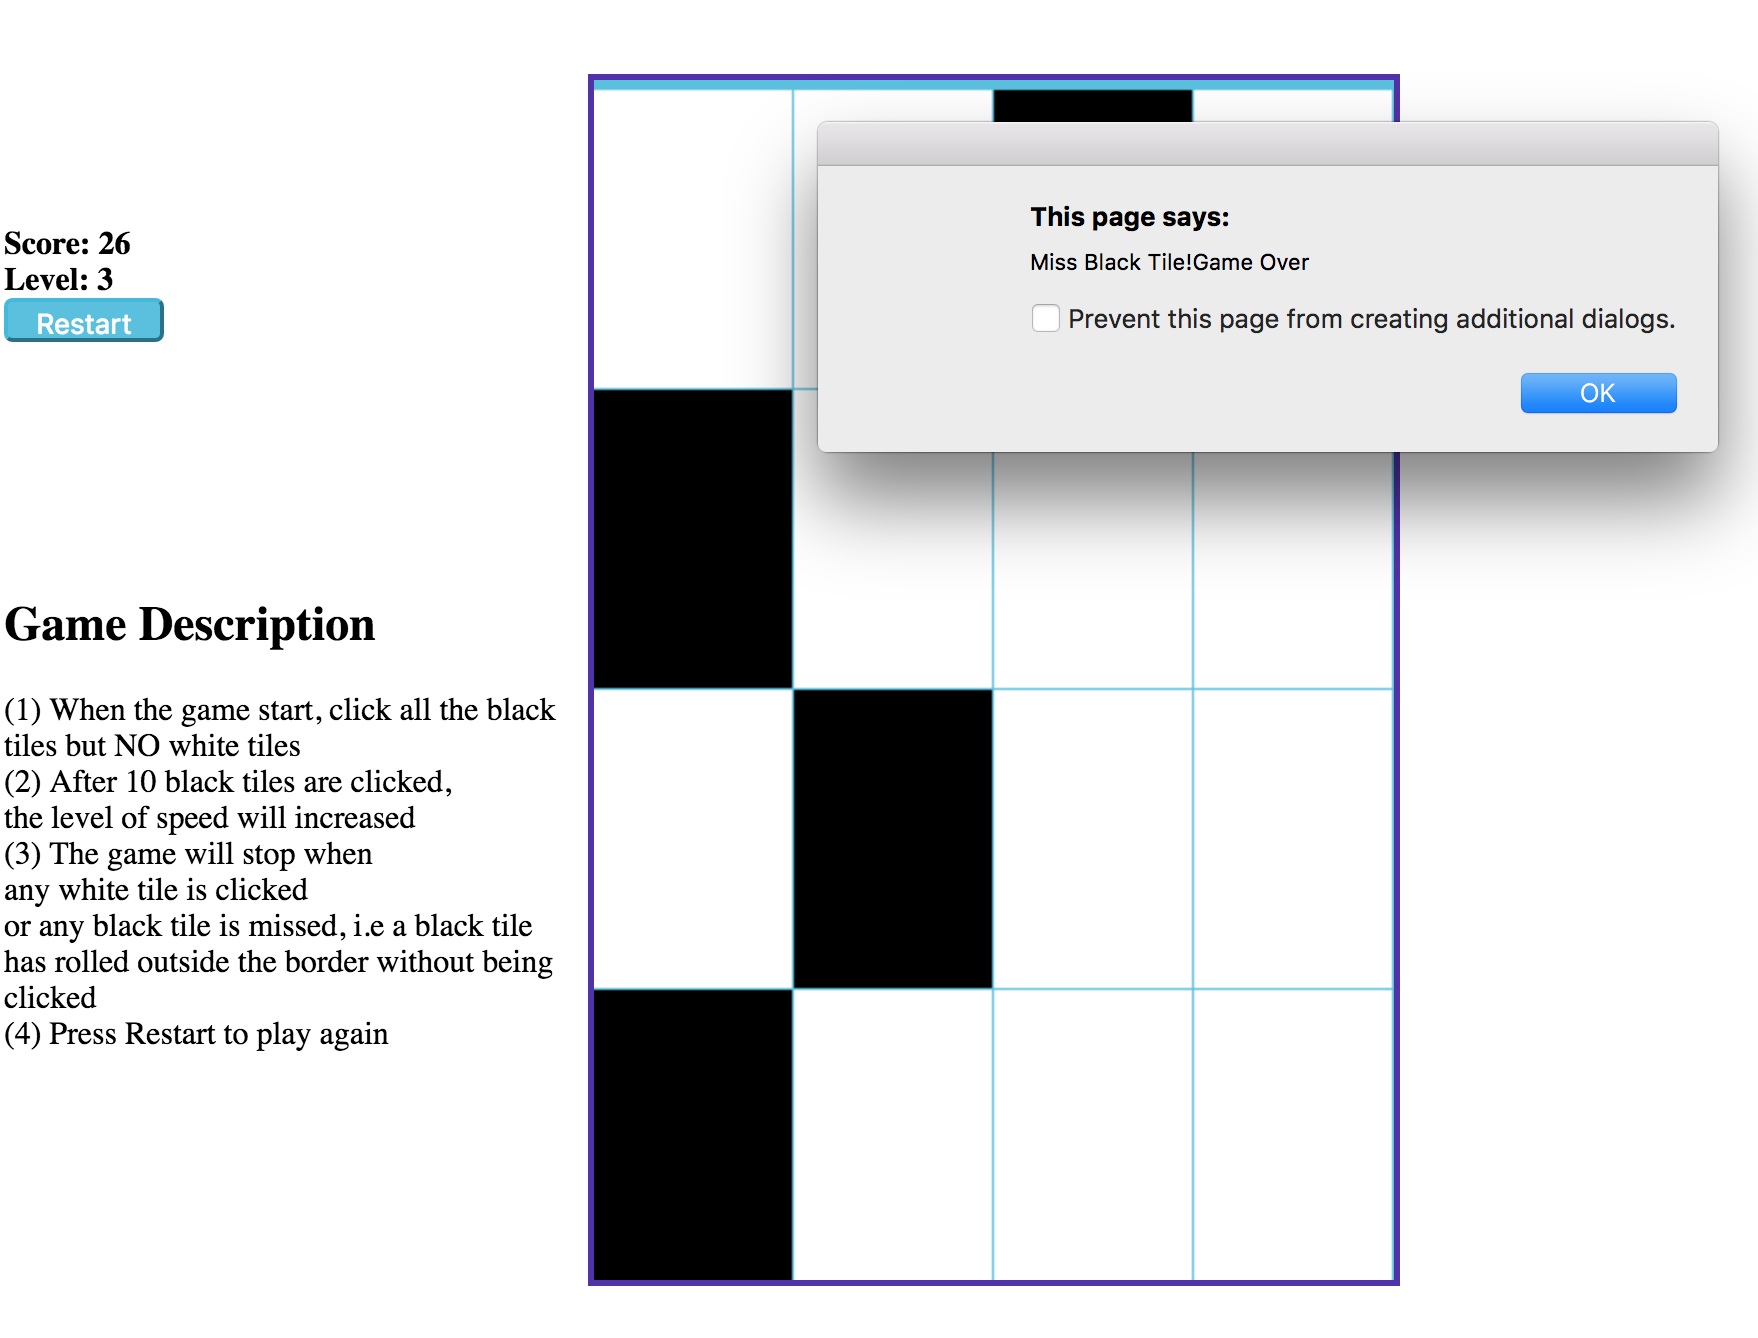 Score: 26
Level: 3
Restart
This page says:
Miss Black Tile!Game Over
Prevent this page from creating additional dialogs.
OK
Game Description
(1) When the game start, click all the black
tiles but NO white tiles
(2) After 10 black tiles are clicked,
the level of speed will increased
(3) The game will stop when
any white tile is clicked
or any black tile is missed, i.e a black tile
has rolled outside the border without being
clicked
(4) Press Restart to play again